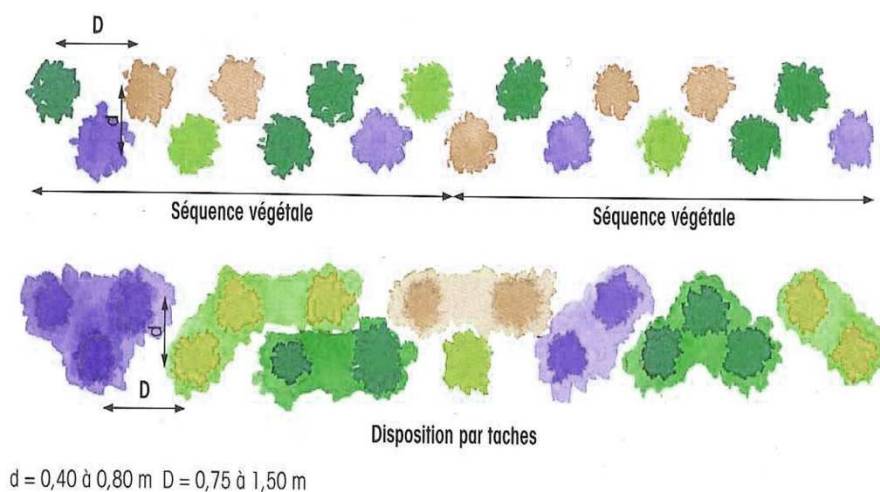 D
d
Séquence végétale
Séquence végétale
d
D
Disposition par taches
d = 0,40 à 0,80 m D = 0,75 à 1,50 m